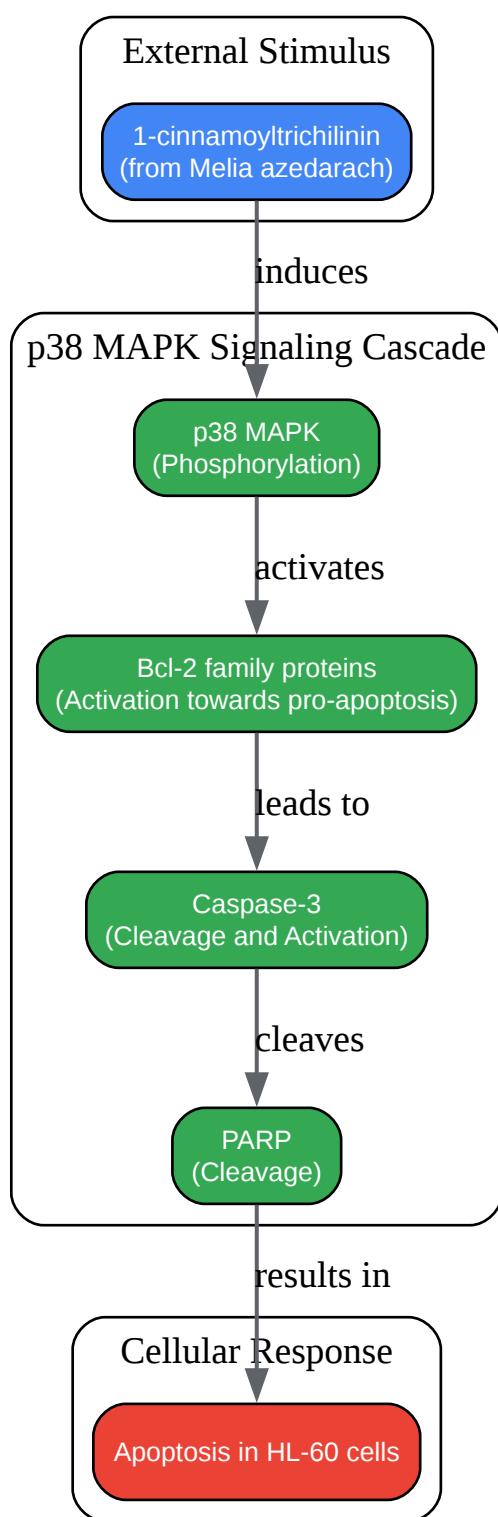 External Stimulus
1-cinnamoyltrichilinin
(from Melia azedarach)
induces
p38 MAPK Signaling Cascade
p38 MAPK
(Phosphorylation)
activates
Bcl-2 family proteins
(Activation towards pro-apoptosis)
leads to
Caspase-3
(Cleavage and Activation)
cleaves
PARP
(Cleavage)
results in
Cellular Response
Apoptosis in HL-60 cells